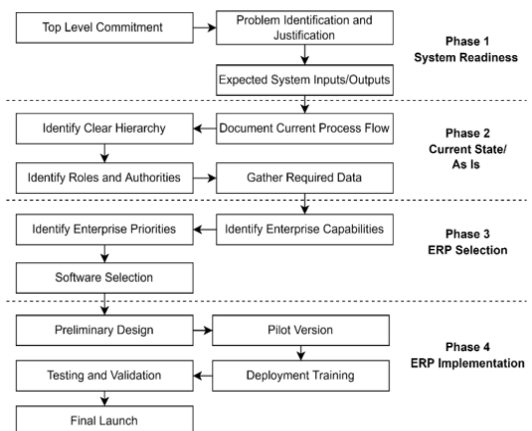 Top Level Commitment
Problem Identification and
Justification
Phase 1
System Readiness
Expected System Inputs/Outputs
Identify Clear Hierarchy
Document Current Process Flow
Phase 2
Current State/
As Is
Identify Roles and Authorities
Gather Required Data
Identify Enterprise Priorities
Identify Enterprise Capabilities
Phase 3
ERP Selection
Software Selection
Preliminary Design
Pilot Version
Phase 4
ERP Implementation
Testing and Validation
Deployment Training
Final Launch